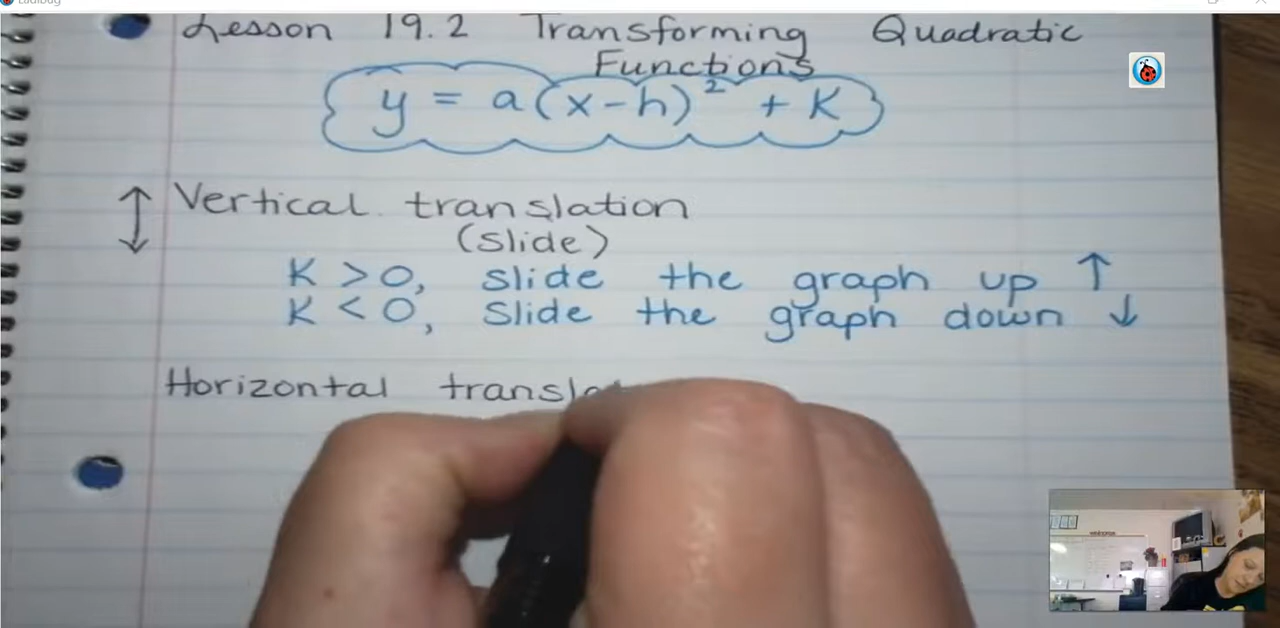 Ladibug
Lesson 19.2 Transforming Quadratic
Functions
y = a(x-h)² + K
Vertical translation
(slide)
K > 0, slide the graph up ↑
K < 0, slide the graph down ↓
Horizontal